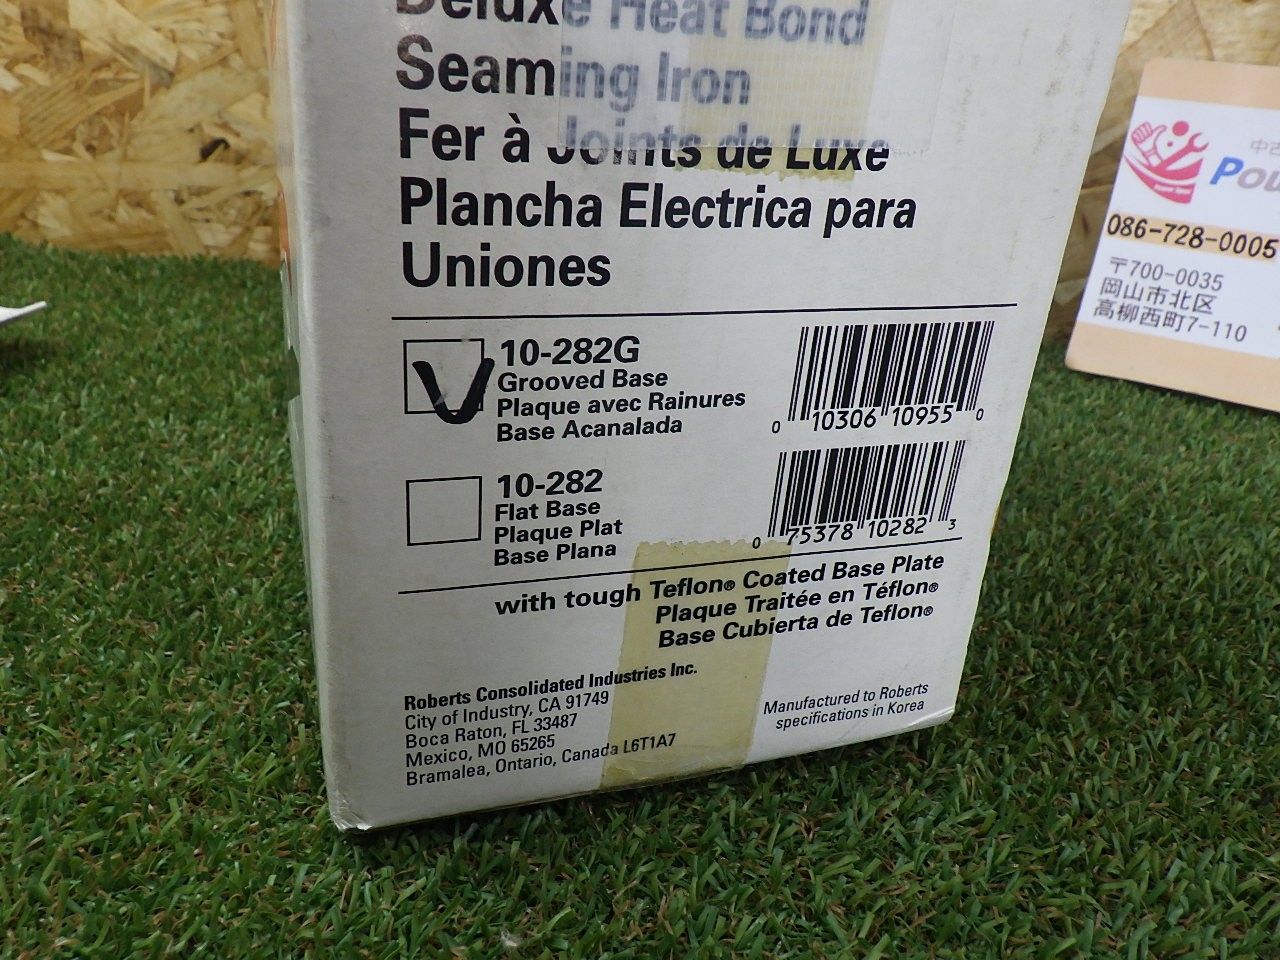 Deluxe Heat Bond
Seaming Iron
Fer à Joints de Luxe
Plancha Electrica para
Uniones
10-282G
Grooved Base
Plaque avec Rainures
Base Acanalada
0 10306 10955 0
10-282
Flat Base
Plaque Plat
Base Plana
0 75378 10282 3
with tough Teflon® Coated Base Plate
Plaque Traitée en Téflon®
Base Cubierta de Teflon®
Roberts Consolidated Industries Inc.
City of Industry, CA 91749
Boca Raton, FL 33487
Mexico, MO 65265
Bramalea, Ontario, Canada L6T1A7
Manufactured to Roberts
specifications in Korea
中古
086-728-0005
〒700-0035
岡山市北区
高柳西町7-110